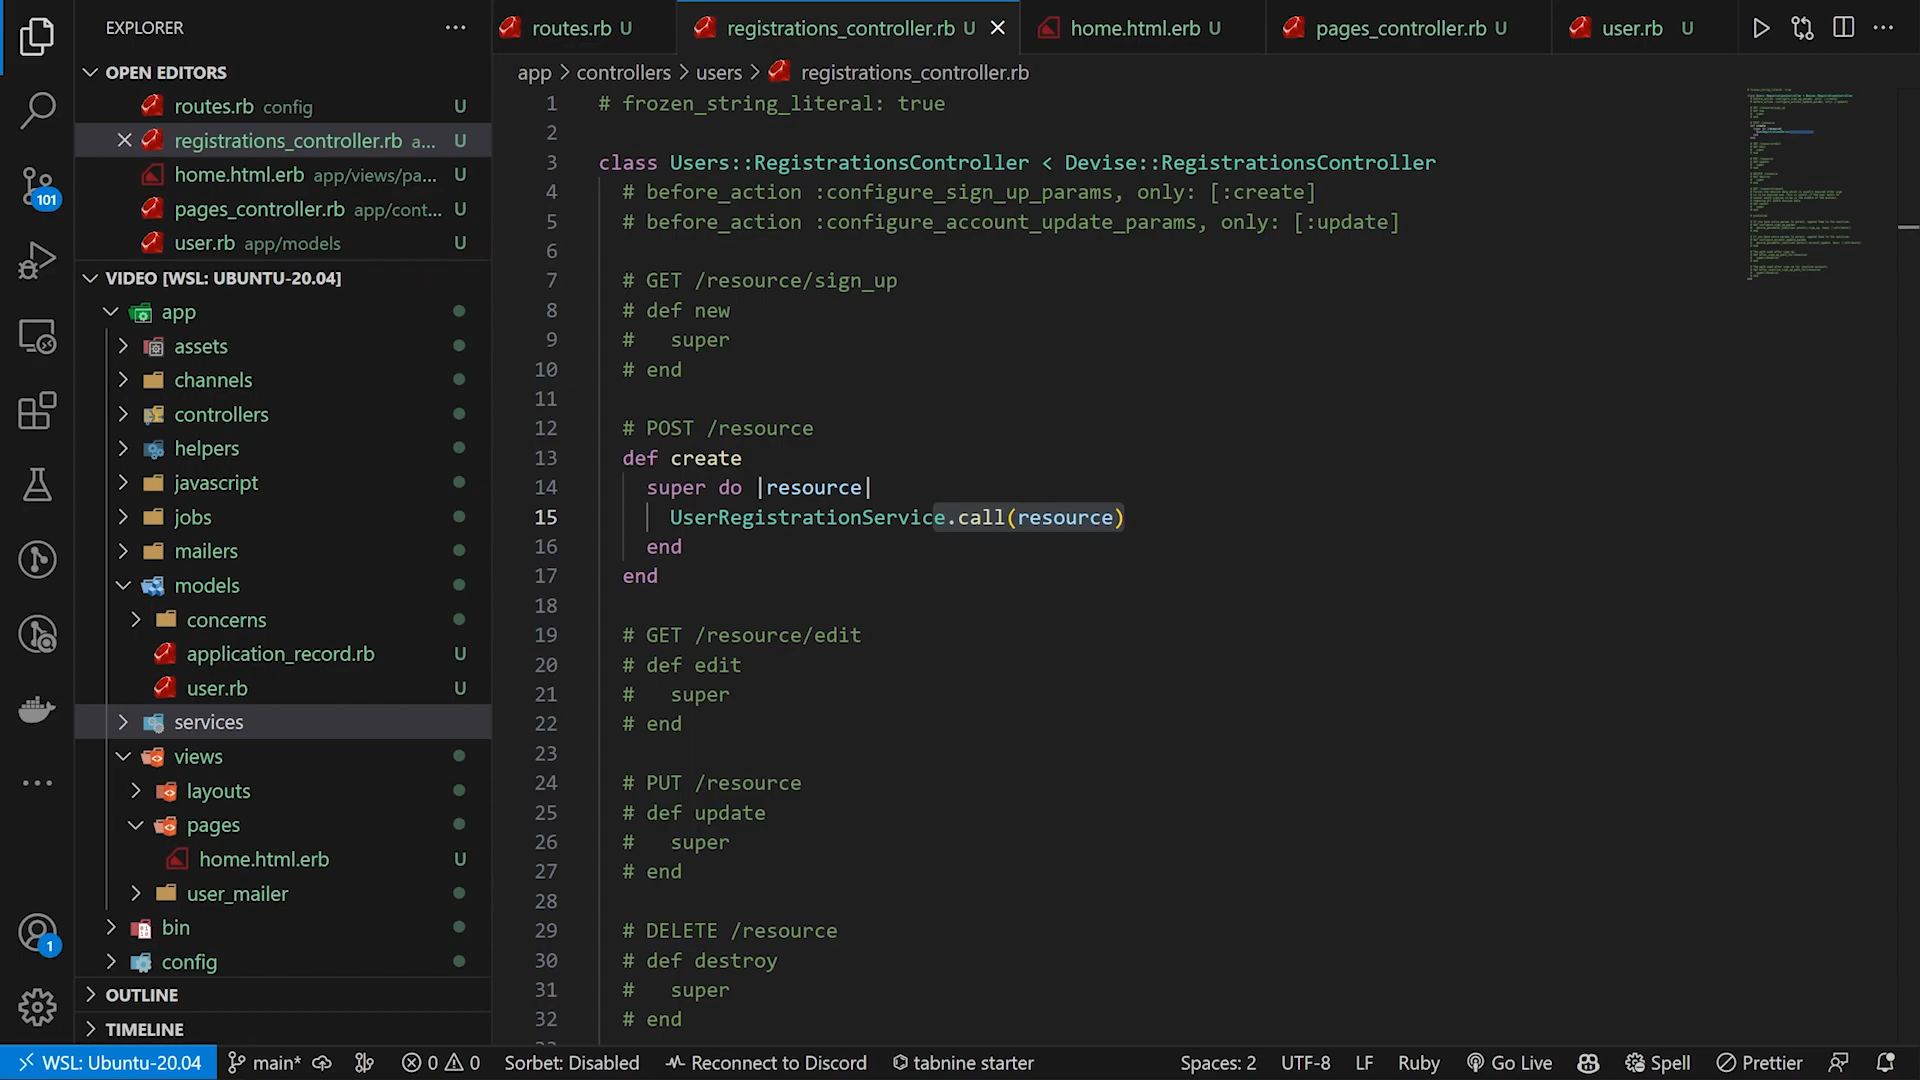 EXPLORER
OPEN EDITORS
routes.rb config U
registrations_controller.rb a... U
home.html.erb app/views/pa... U
pages_controller.rb app/cont... U
user.rb app/models U
VIDEO [WSL: UBUNTU-20.04]
app
assets
channels
controllers
helpers
javascript
jobs
mailers
models
concerns
application_record.rb U
user.rb U
services
views
layouts
pages
home.html.erb U
user_mailer
bin
config
OUTLINE
TIMELINE
101
1
routes.rb U
registrations_controller.rb U
home.html.erb U
pages_controller.rb U
user.rb U
app > controllers > users > registrations_controller.rb
1 # frozen_string_literal: true
2
3 class Users::RegistrationsController < Devise::RegistrationsController
4 # before_action :configure_sign_up_params, only: [:create]
5 # before_action :configure_account_update_params, only: [:update]
6
7 # GET /resource/sign_up
8 # def new
9 #   super
10 # end
11
12 # POST /resource
13 def create
14 super do |resource|
15 UserRegistrationService.call(resource)
16 end
17 end
18
19 # GET /resource/edit
20 # def edit
21 #   super
22 # end
23
24 # PUT /resource
25 # def update
26 #   super
27 # end
28
29 # DELETE /resource
30 # def destroy
31 #   super
32 # end
WSL: Ubuntu-20.04 main* 0 0 Sorbet: Disabled Reconnect to Discord tabnine starter Spaces: 2 UTF-8 LF Ruby Go Live Spell Prettier